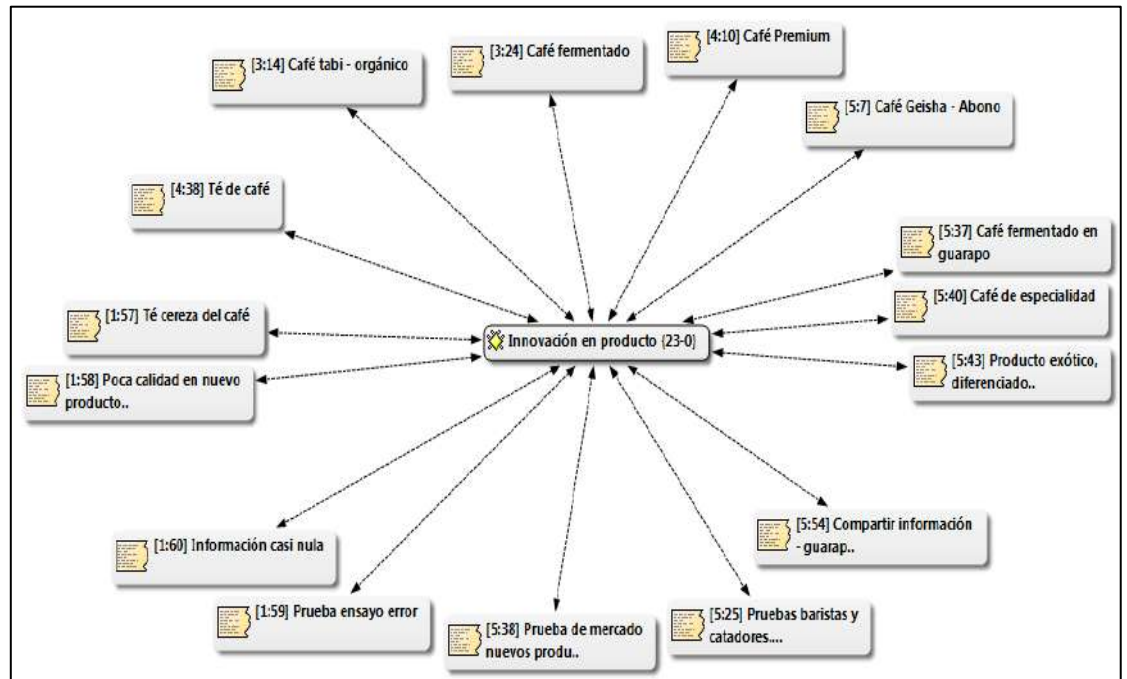 [3:14] Café tabi - orgánico
[3:24] Café fermentado
[4:10] Café Premium
[5:7] Café Geisha - Abono
[4:38] Té de café
[5:37] Café fermentado en
guarapo
[5:40] Café de especialidad
[1:57] Té cereza del café
Innovación en producto {23-0}
[5:43] Producto exótico,
diferenciado..
[1:58] Poca calidad en nuevo
producto..
[5:54] Compartir información
- guarap..
[1:60] Información casi nula
[1:59] Prueba ensayo error
[5:38] Prueba de mercado
nuevos produ..
[5:25] Pruebas baristas y
catadores....